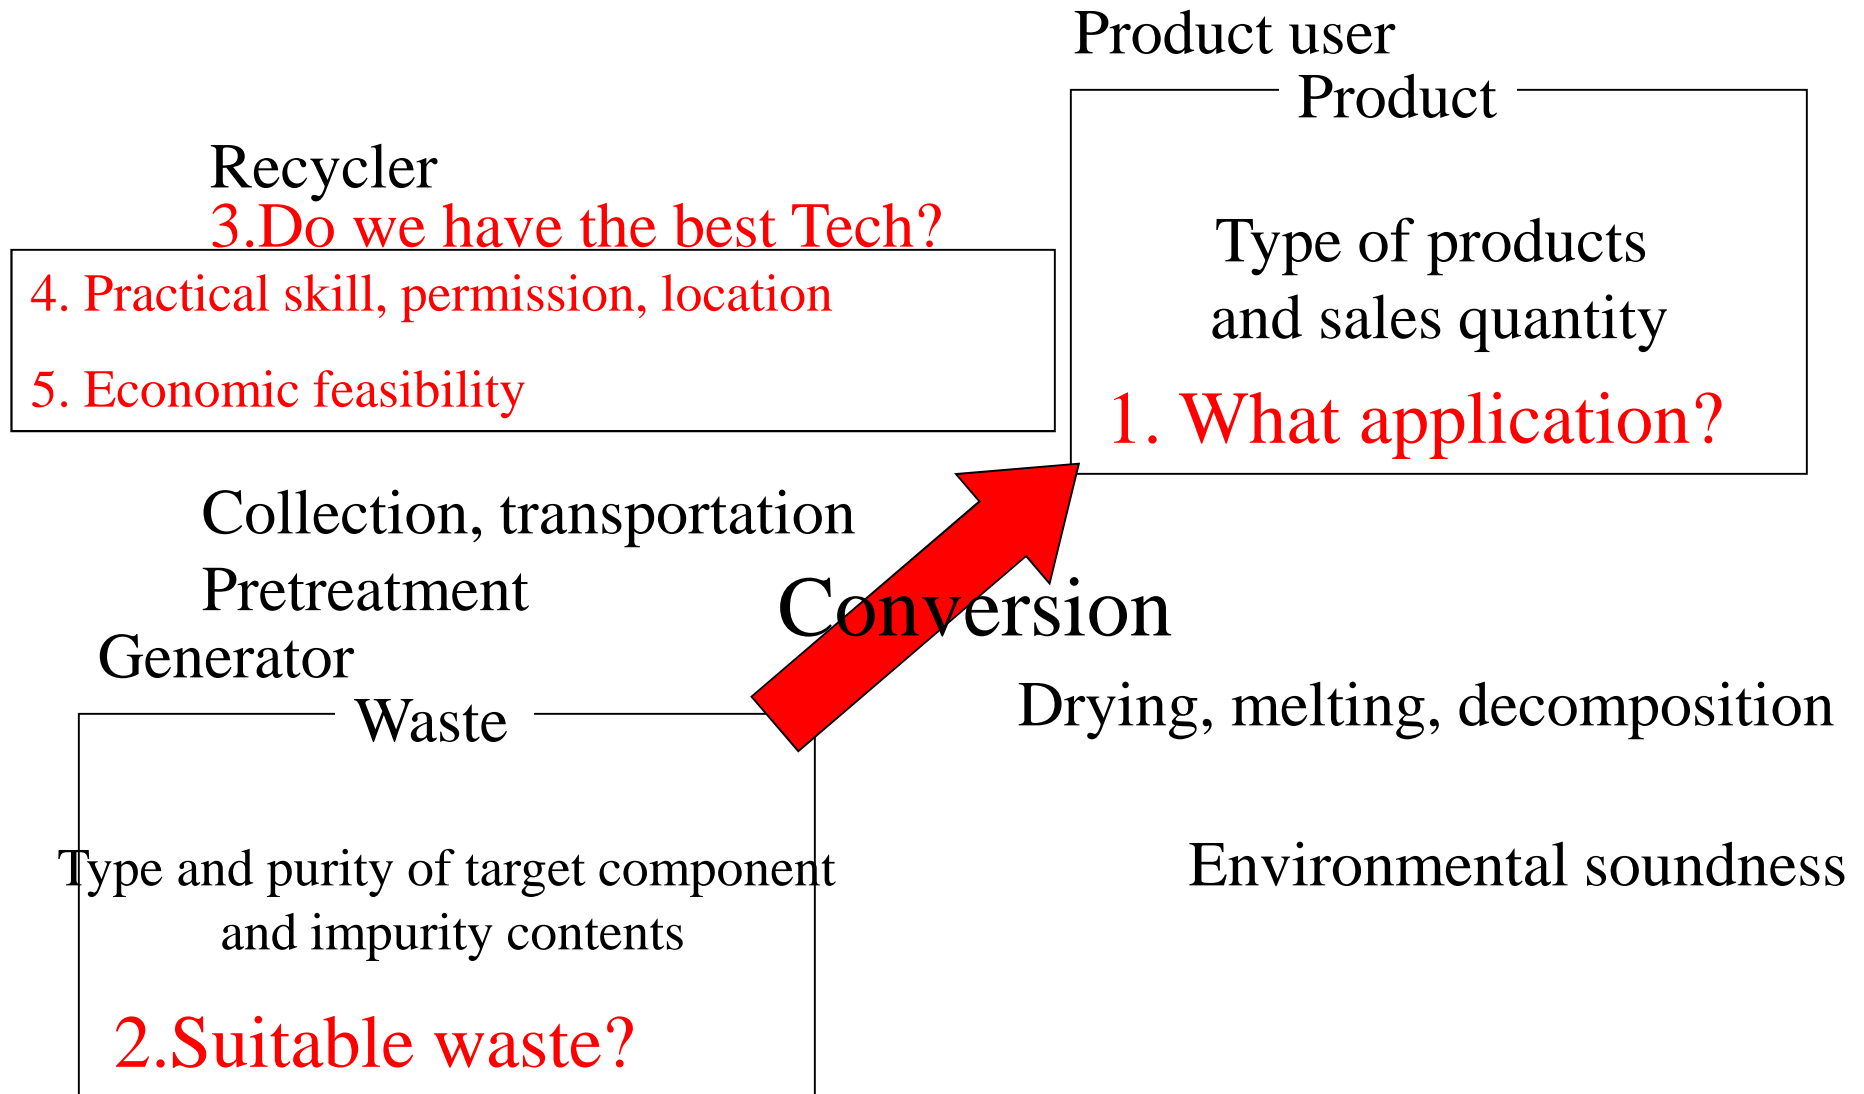 Product user
Product
Recycler
3.Do we have the best Tech?
4. Practical skill, permission, location
5. Economic feasibility
Type of products
and sales quantity
1. What application?
Collection, transportation
Pretreatment
Conversion
Generator
Waste
Drying, melting, decomposition
Type and purity of target component
and impurity contents
Environmental soundness
2.Suitable waste?